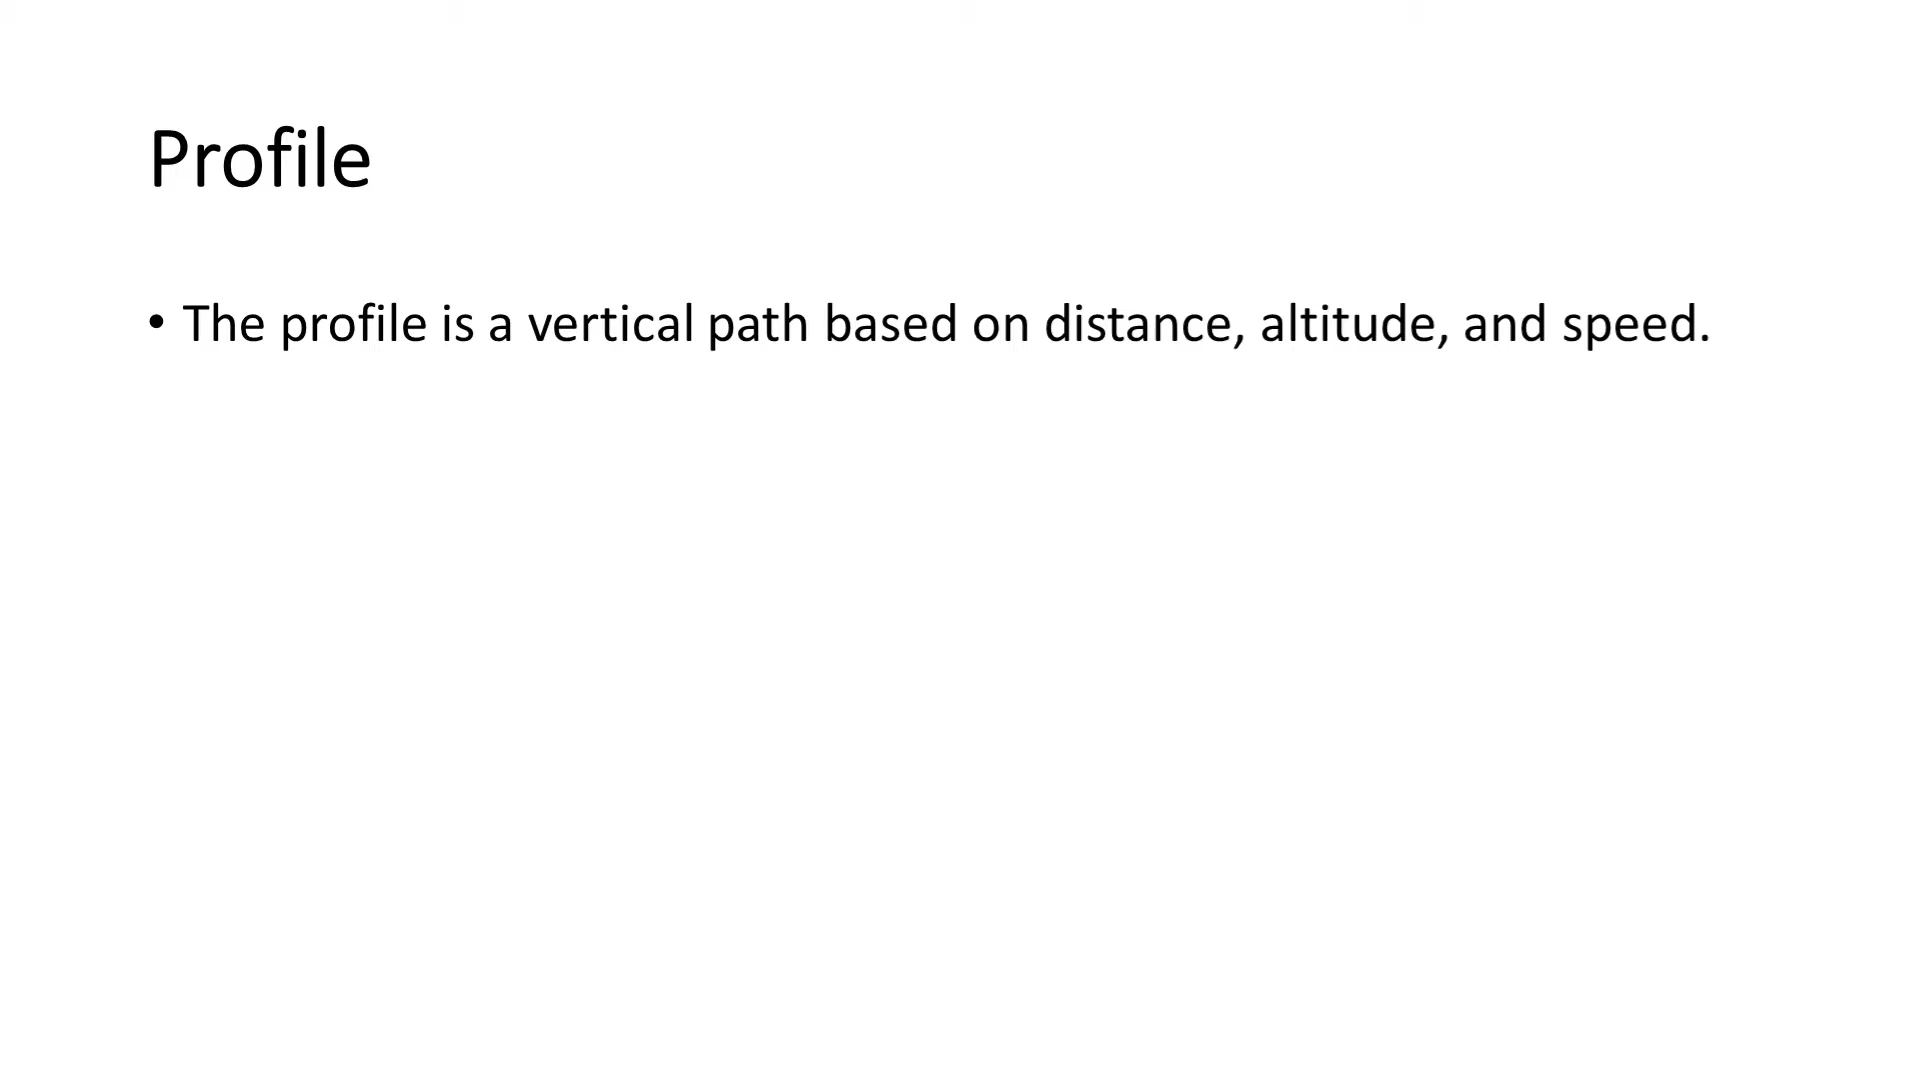 Profile
• The profile is a vertical path based on distance, altitude, and speed.